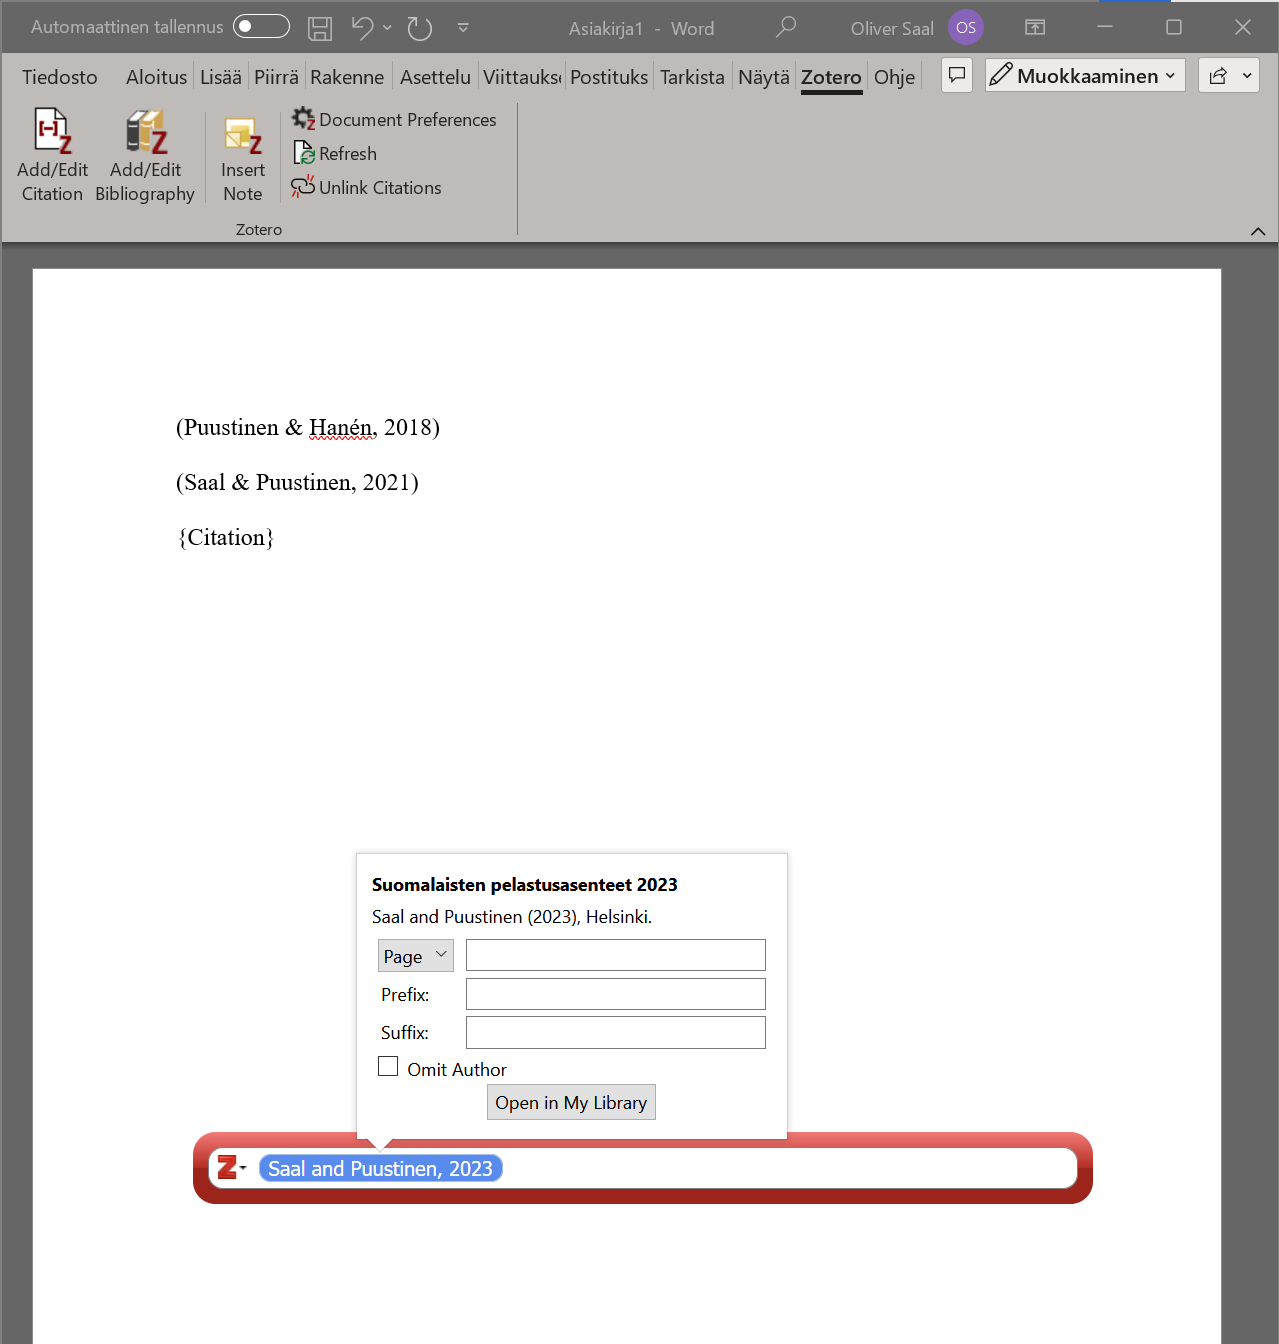 Automaattinen tallennus
Asiakirja1 - Word
Oliver Saal
OS
Tiedosto Aloitus Lisää Piirrä Rakenne Asettelu Viittaukse Postituks Tarkista Näytä Zotero Ohje Muokkaaminen
Add/Edit Citation
Add/Edit Bibliography
Insert Note
Document Preferences
Refresh
Unlink Citations
Zotero
(Puustinen & Hanén, 2018)
(Saal & Puustinen, 2021)
{Citation}
Suomalaisten pelastusasenteet 2023
Saal and Puustinen (2023), Helsinki.
Page
Prefix:
Suffix:
Omit Author
Open in My Library
Z Saal and Puustinen, 2023